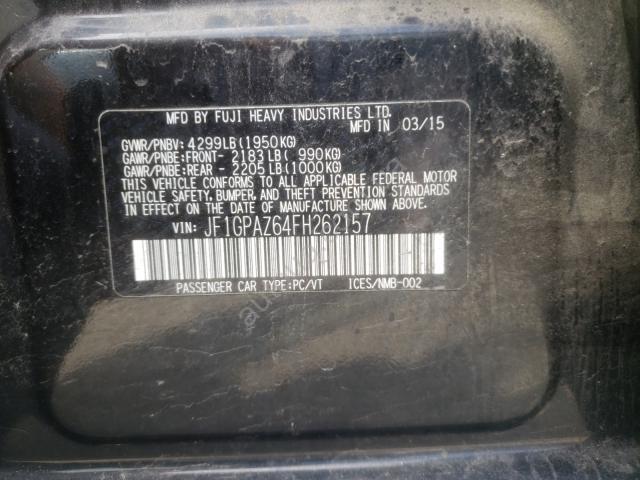 MFD BY FUJI HEAVY INDUSTRIES LTD.
MFD IN 03/15
GVWR/PNBV: 4299LB(1950KG)
GAWR/PNBE:FRONT- 2183LB( 990KG)
GAWR/PNBE:REAR - 2205LB(1000KG)
THIS VEHICLE CONFORMS TO ALL APPLICABLE FEDERAL MOTOR
VEHICLE SAFETY, BUMPER, AND THEFT PREVENTION STANDARDS
IN EFFECT ON THE DATE OF MANUFACTURE SHOWN ABOVE.
VIN: JF1GPAZ64FH262157
PASSENGER CAR TYPE:PC/VT ICES/NMB-002